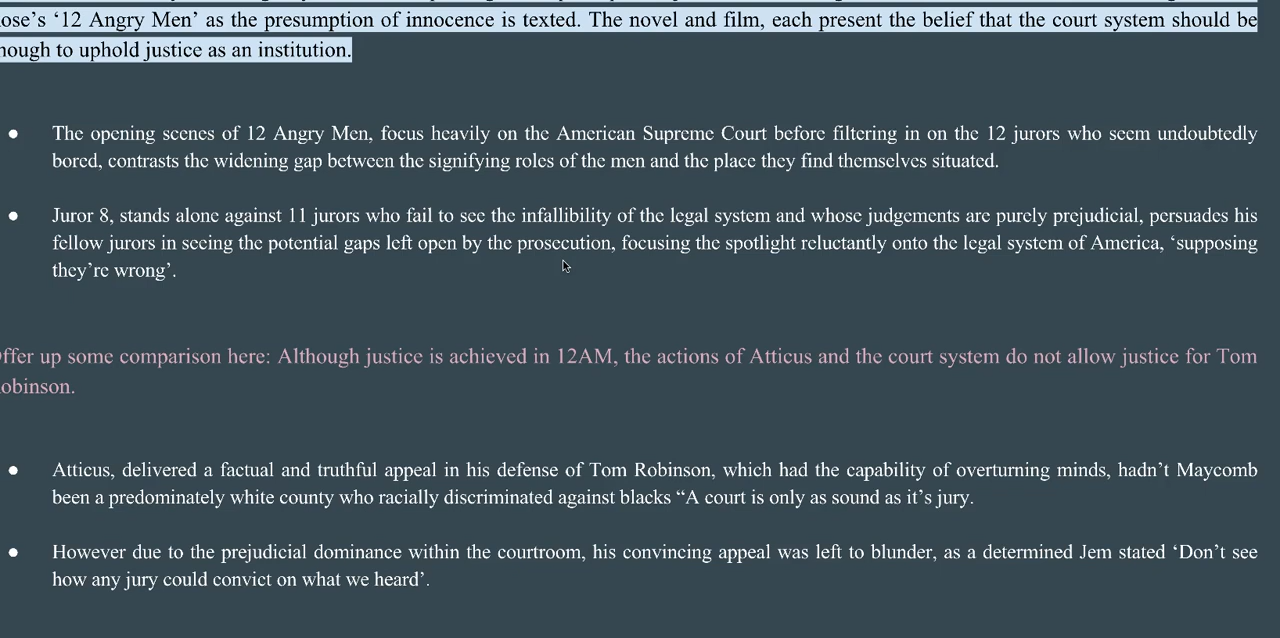 ose's '12 Angry Men' as the presumption of innocence is texted. The novel and film, each present the belief that the court system should be
nough to uphold justice as an institution.
● The opening scenes of 12 Angry Men, focus heavily on the American Supreme Court before filtering in on the 12 jurors who seem undoubtedly
bored, contrasts the widening gap between the signifying roles of the men and the place they find themselves situated.
● Juror 8, stands alone against 11 jurors who fail to see the infallibility of the legal system and whose judgements are purely prejudicial, persuades his
fellow jurors in seeing the potential gaps left open by the prosecution, focusing the spotlight reluctantly onto the legal system of America, 'supposing
they're wrong'.
ffer up some comparison here: Although justice is achieved in 12AM, the actions of Atticus and the court system do not allow justice for Tom
obinson.
● Atticus, delivered a factual and truthful appeal in his defense of Tom Robinson, which had the capability of overturning minds, hadn't Maycomb
been a predominately white county who racially discriminated against blacks “A court is only as sound as it's jury.
● However due to the prejudicial dominance within the courtroom, his convincing appeal was left to blunder, as a determined Jem stated 'Don't see
how any jury could convict on what we heard'.